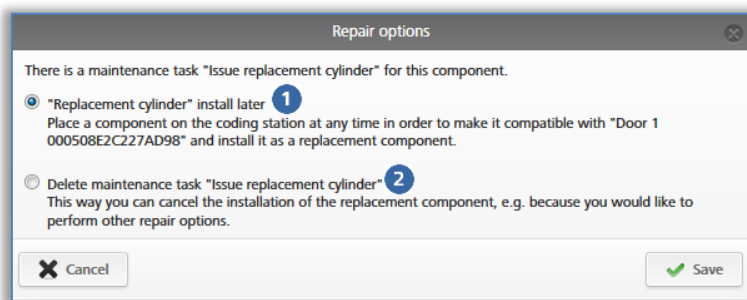 Repair options
There is a maintenance task "Issue replacement cylinder" for this component.
"Replacement cylinder" install later 1
Place a component on the coding station at any time in order to make it compatible with "Door 1
000508E2C227AD98" and install it as a replacement component.
Delete maintenance task "Issue replacement cylinder" 2
This way you can cancel the installation of the replacement component, e.g. because you would like to
perform other repair options.
Cancel
Save